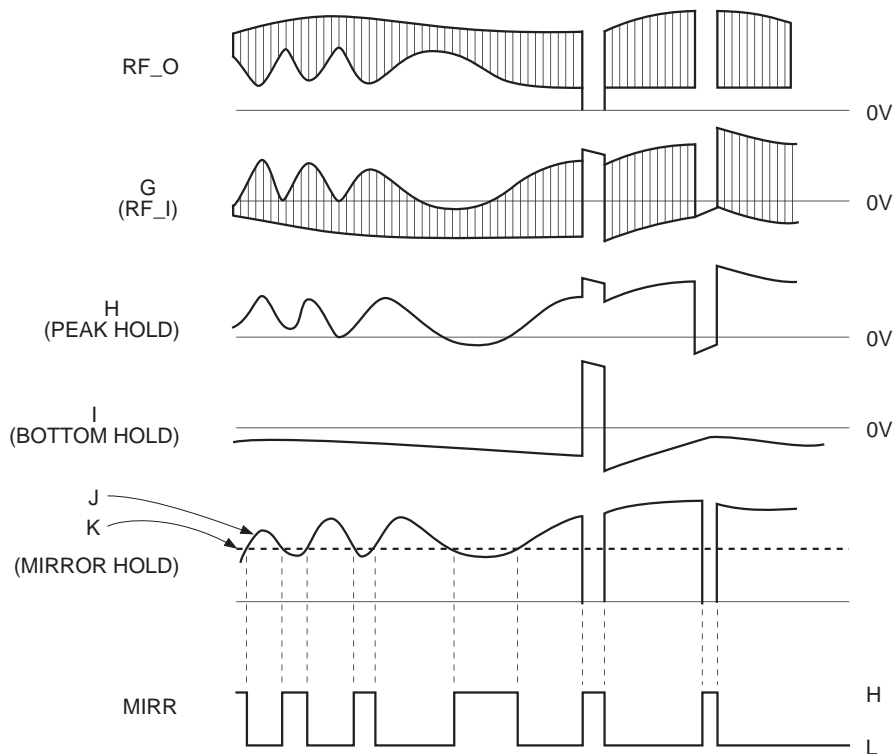 RF_O
0V
G
(RF_I)
0V
H
(PEAK HOLD)
0V
I
(BOTTOM HOLD)
0V
J
K
(MIRROR HOLD)
MIRR
H
L